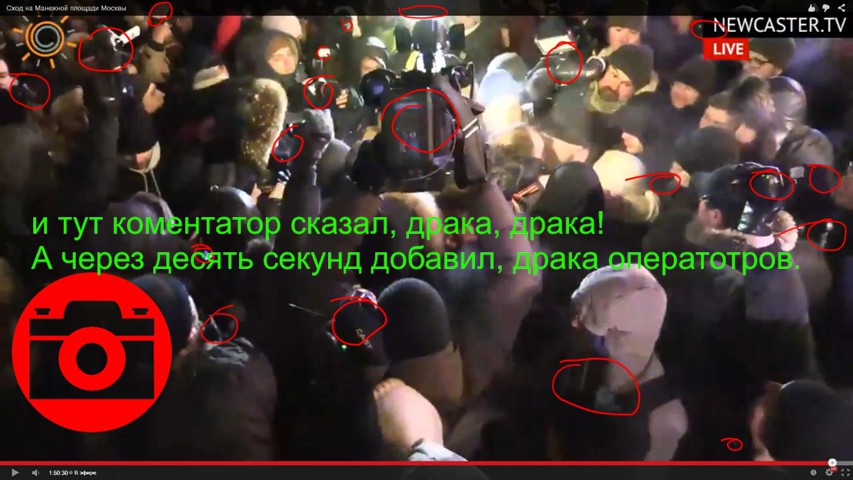 Сход на Манежной площади Москвы
NEWCASTER.TV
LIVE
и тут коментатор сказал, драка, драка!
А через десять секунд добавил, драка оператотров.
1:50:30 В эфире